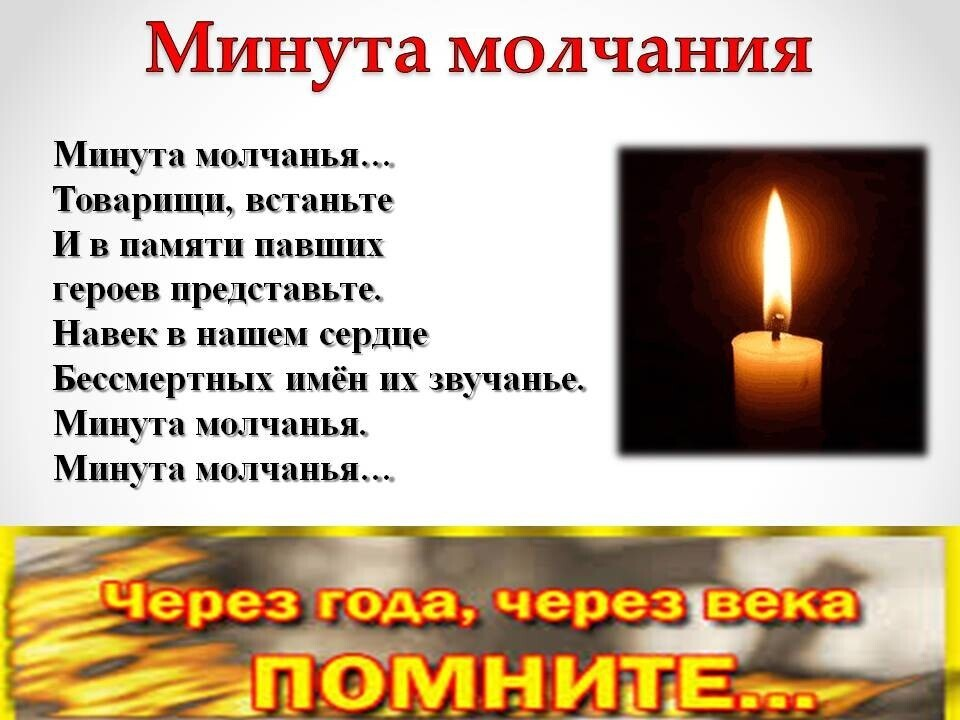 Минута молчания
Минута молчанья…
Товарищи, встаньте
И в памяти павших
героев представьте.
Навек в нашем сердце
Бессмертных имён их звучанье.
Минута молчанья.
Минута молчанья…
Через года, через века
ПОМНИТЕ...